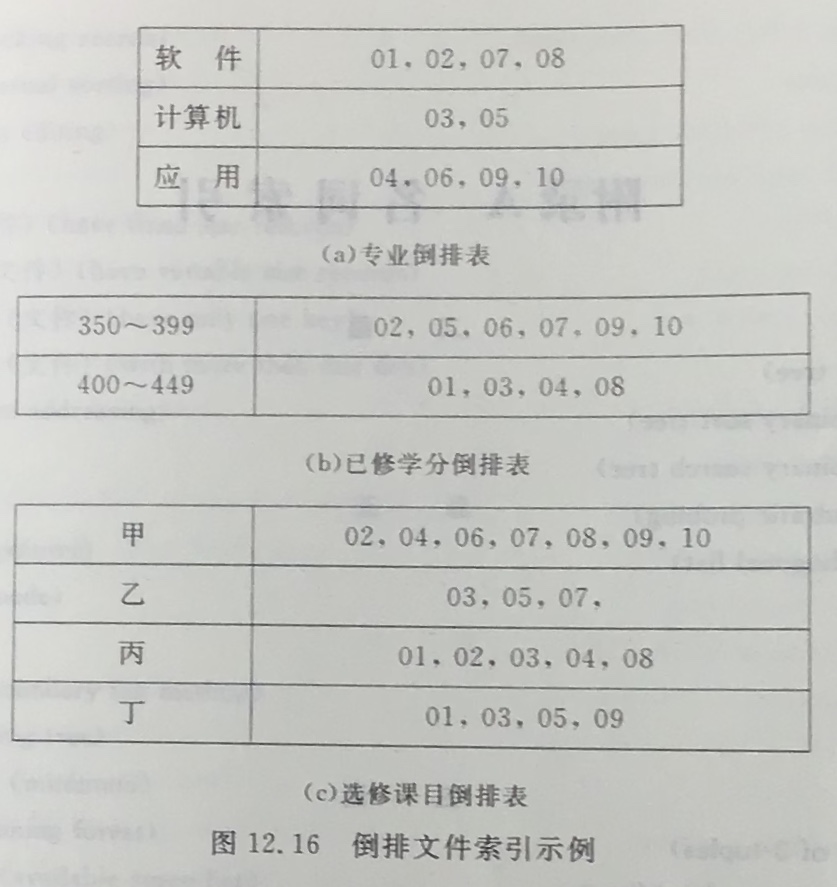 软 件 01，02，07，08
计算机 03，05
应 用 04，06，09，10
(a)专业倒排表
350～399 02，05，06，07，09，10
400～449 01，03，04，08
(b)已修学分倒排表
甲 02，04，06，07，08，09，10
乙 03，05，07，
丙 01，02，03，04，08
丁 01，03，05，09
(c)选修课目倒排表
图 12.16 倒排文件索引示例